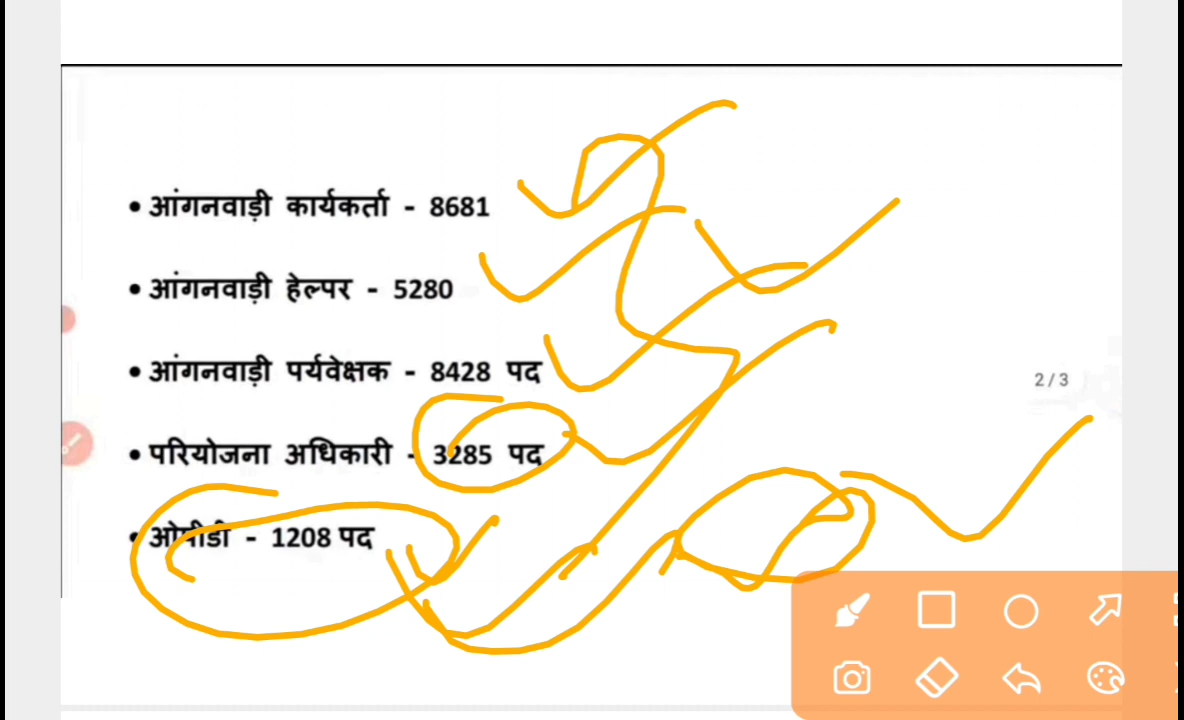 • आंगनवाड़ी कार्यकर्ता - 8681
• आंगनवाड़ी हेल्पर - 5280
• आंगनवाड़ी पर्यवेक्षक - 8428 पद
2/3
• परियोजना अधिकारी - 3285 पद
• ओपीडी - 1208 पद